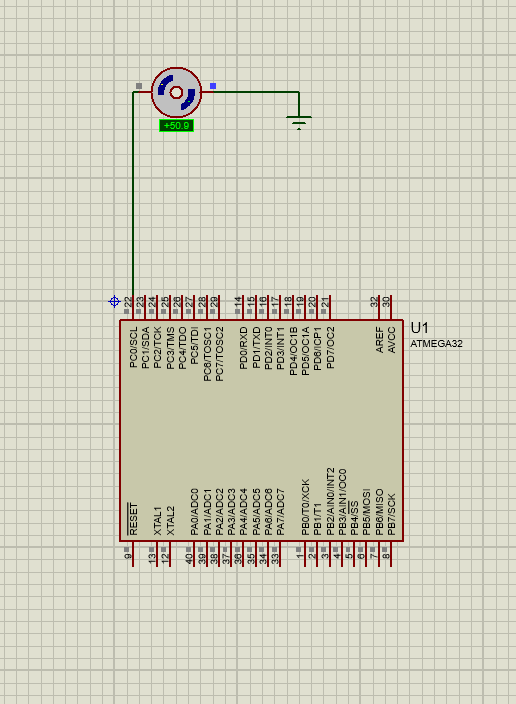 +50.9
22
23
24
25
26
27
28
29
14
15
16
17
18
19
20
21
32
30
U1
ATMEGA32
PC0/SCL
PC1/SDA
PC2/TCK
PC3/TMS
PC4/TDO
PC5/TDI
PC6/TOSC1
PC7/TOSC2
PD0/RXD
PD1/TXD
PD2/INT0
PD3/INT1
PD4/OC1B
PD5/OC1A
PD6/ICP1
PD7/OC2
AREF
AVCC
RESET
XTAL1
XTAL2
PA0/ADC0
PA1/ADC1
PA2/ADC2
PA3/ADC3
PA4/ADC4
PA5/ADC5
PA6/ADC6
PA7/ADC7
PB0/T0/XCK
PB1/T1
PB2/AIN0/INT2
PB3/AIN1/OC0
PB4/SS
PB5/MOSI
PB6/MISO
PB7/SCK
9
13
12
40
39
38
37
36
35
34
33
1
2
3
4
5
6
7
8